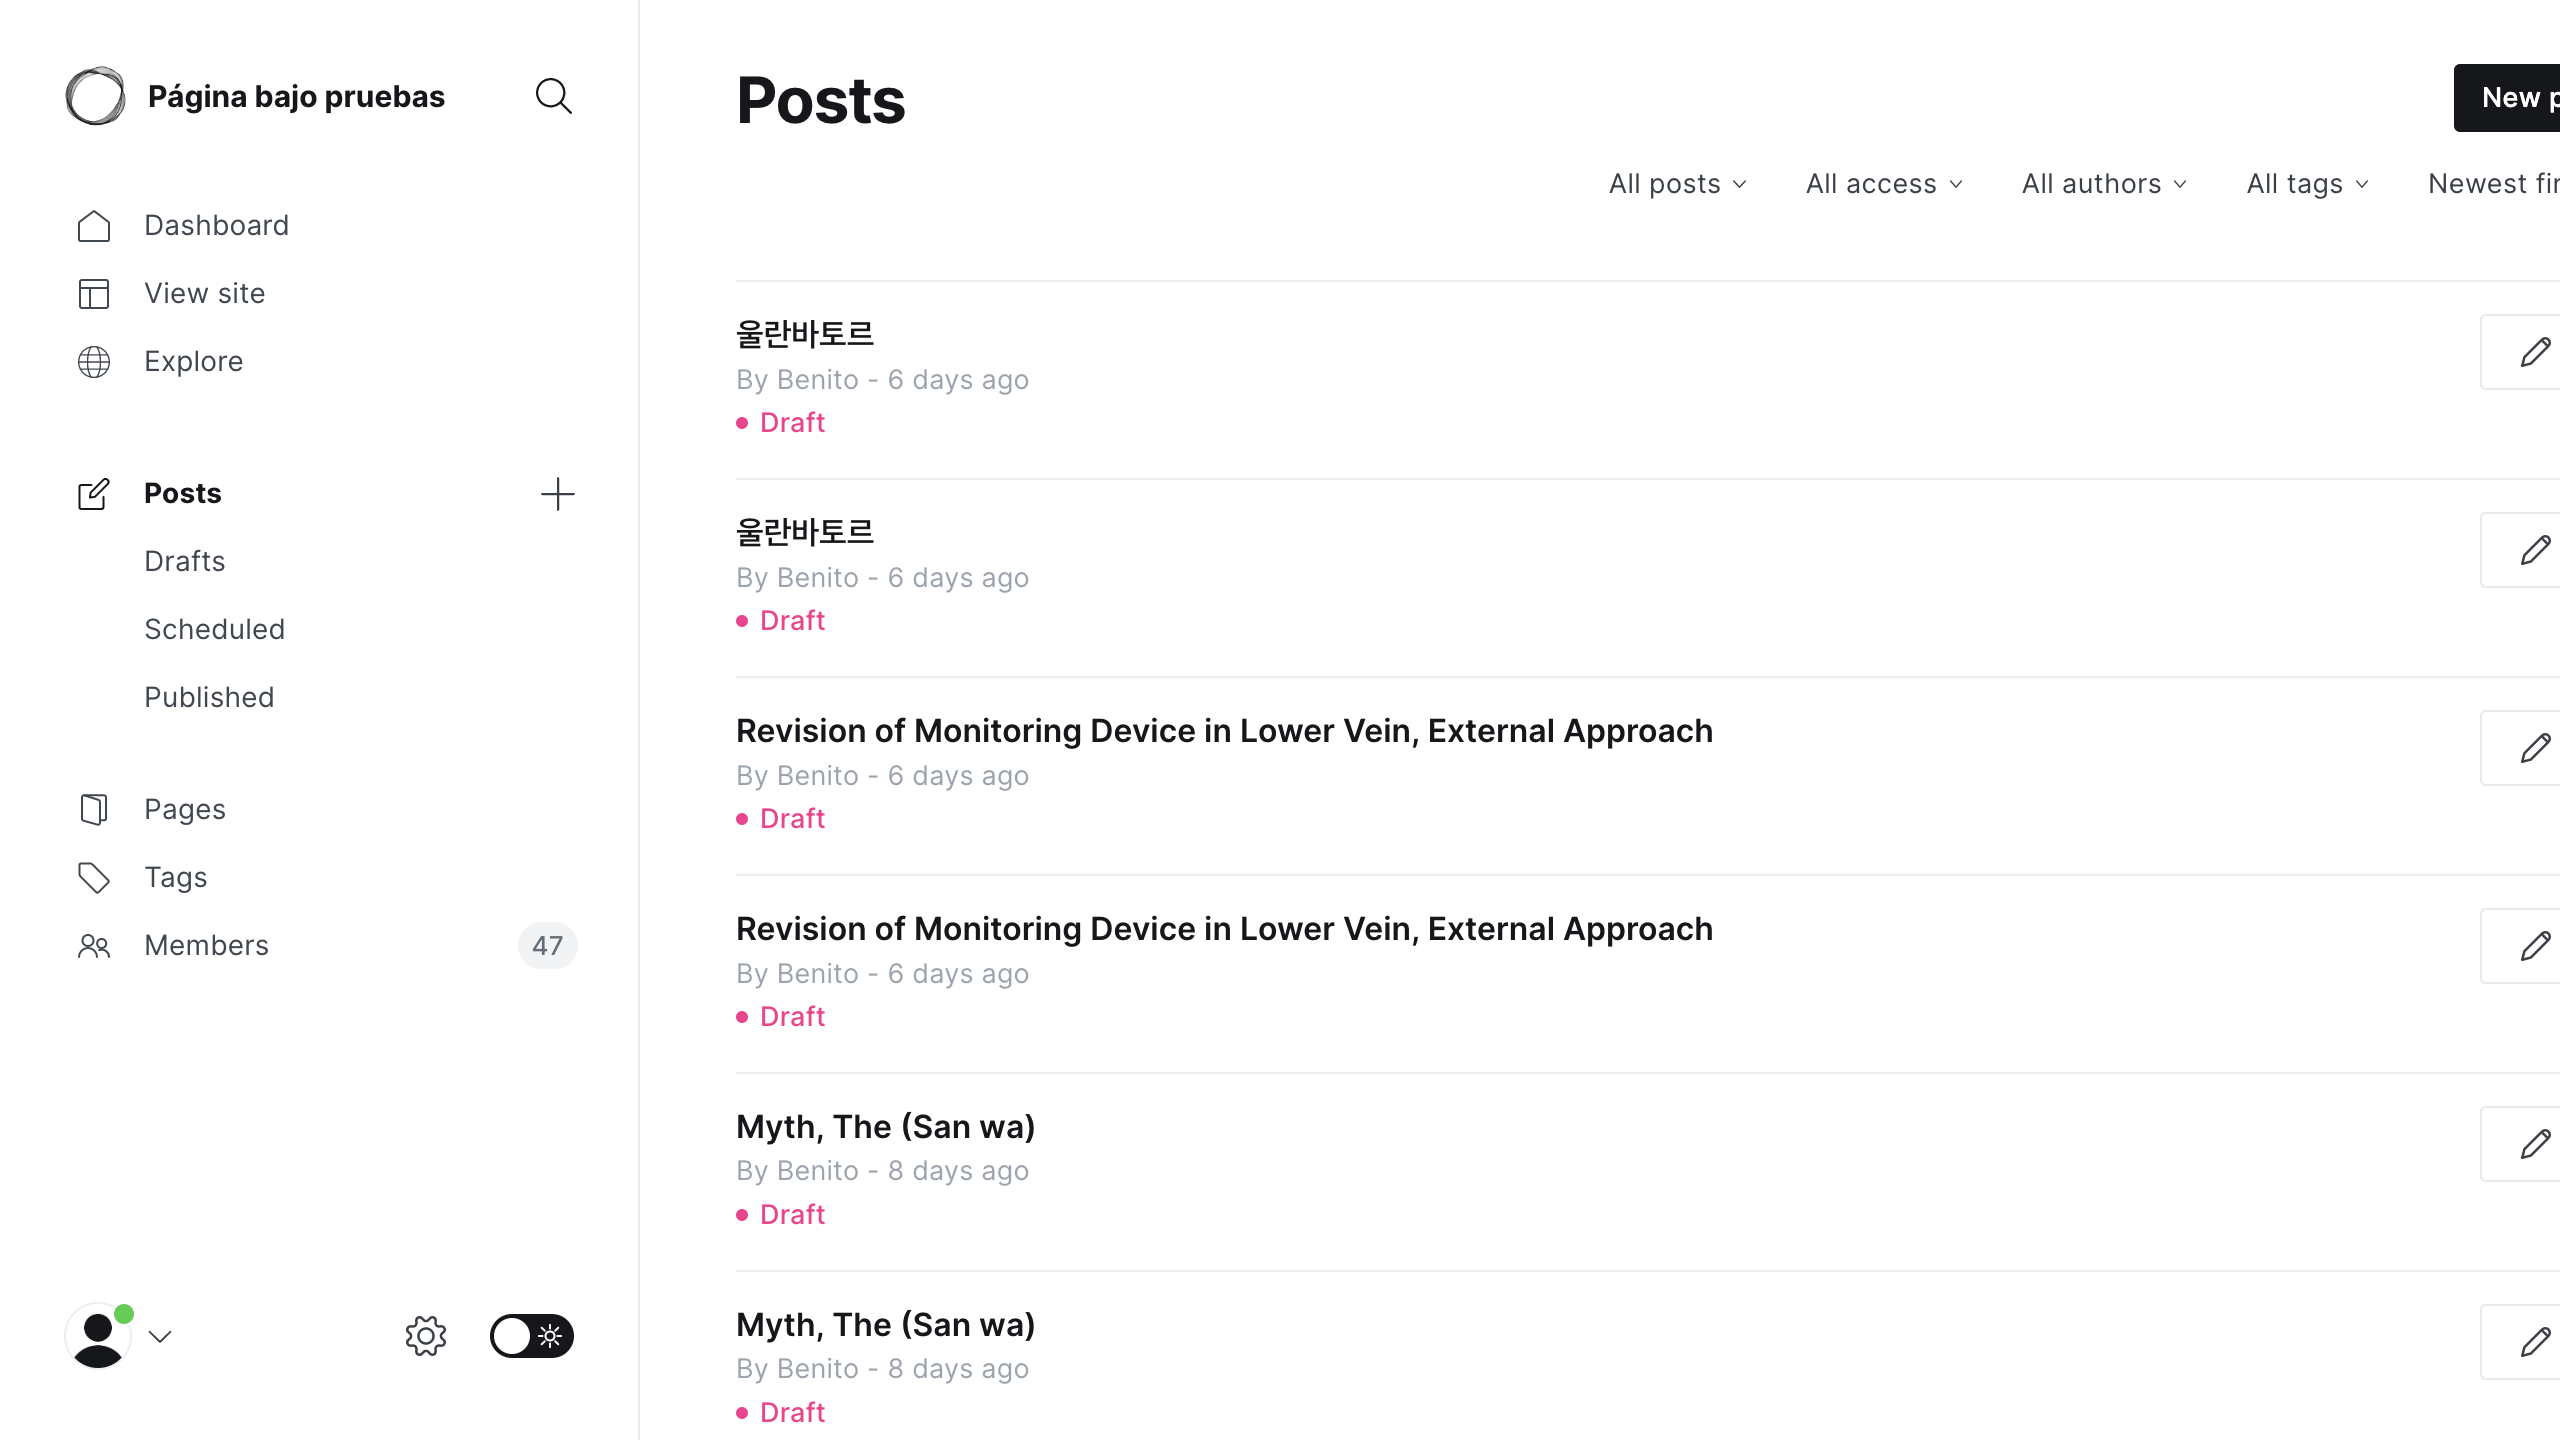 Página bajo pruebas
Dashboard
View site
Explore
Posts
Drafts
Scheduled
Published
Pages
Tags
Members 47
Posts
New p
All posts All access All authors All tags Newest fir
울란바토르
By Benito - 6 days ago
Draft
울란바토르
By Benito - 6 days ago
Draft
Revision of Monitoring Device in Lower Vein, External Approach
By Benito - 6 days ago
Draft
Revision of Monitoring Device in Lower Vein, External Approach
By Benito - 6 days ago
Draft
Myth, The (San wa)
By Benito - 8 days ago
Draft
Myth, The (San wa)
By Benito - 8 days ago
Draft